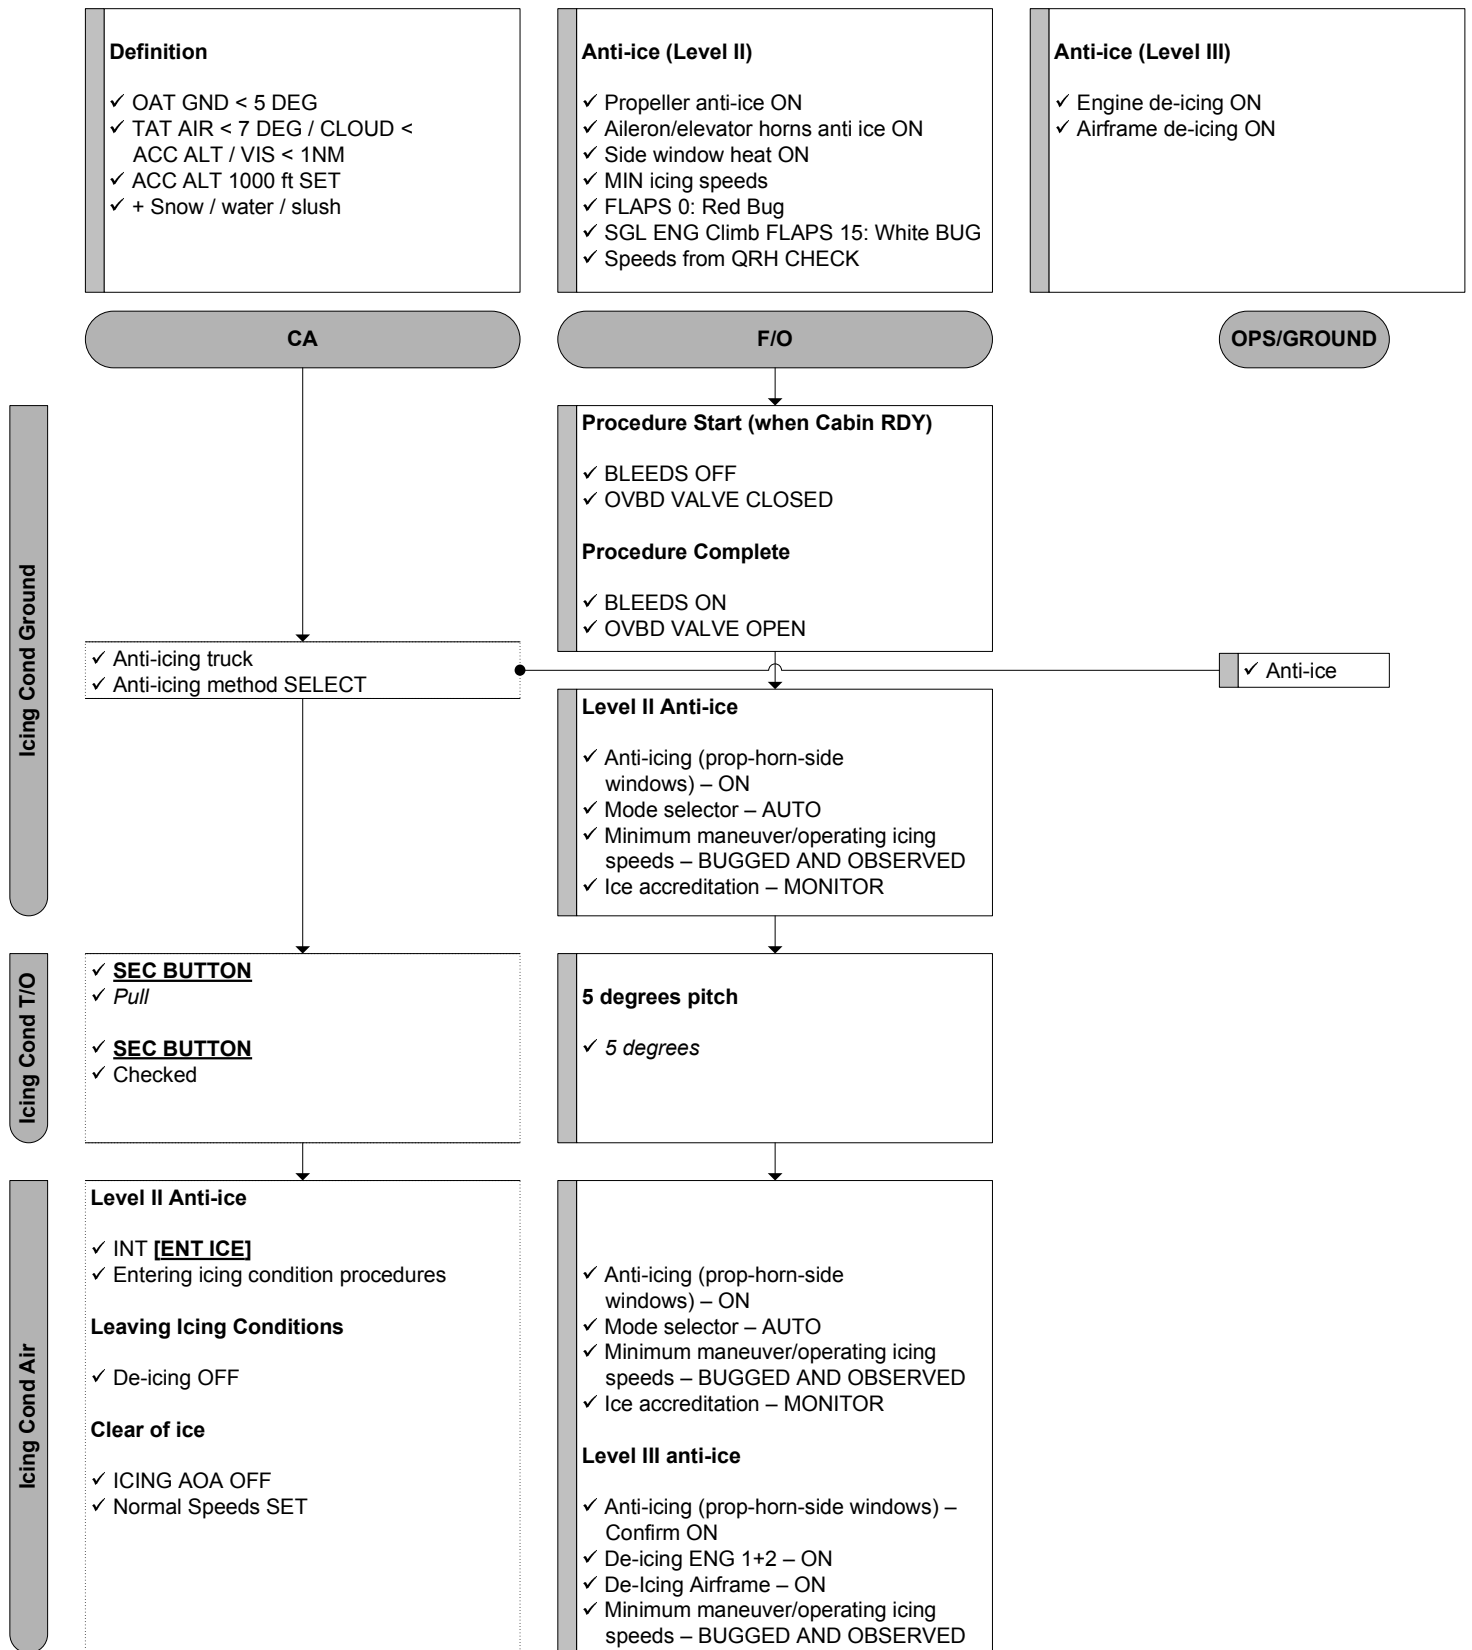 Definition
✓ OAT GND < 5 DEG
✓ TAT AIR < 7 DEG / CLOUD <
ACC ALT / VIS < 1NM
✓ ACC ALT 1000 ft SET
✓ + Snow / water / slush
Anti-ice (Level II)
✓ Propeller anti-ice ON
✓ Aileron/elevator horns anti ice ON
✓ Side window heat ON
✓ MIN icing speeds
✓ FLAPS 0: Red Bug
✓ SGL ENG Climb FLAPS 15: White BUG
✓ Speeds from QRH CHECK
Anti-ice (Level III)
✓ Engine de-icing ON
✓ Airframe de-icing ON
CA
F/O
OPS/GROUND
Icing Cond Ground
Procedure Start (when Cabin RDY)
✓ BLEEDS OFF
✓ OVBD VALVE CLOSED
Procedure Complete
✓ BLEEDS ON
✓ OVBD VALVE OPEN
✓ Anti-icing truck
✓ Anti-icing method SELECT
✓ Anti-ice
Level II Anti-ice
✓ Anti-icing (prop-horn-side
windows) – ON
✓ Mode selector – AUTO
✓ Minimum maneuver/operating icing
speeds – BUGGED AND OBSERVED
✓ Ice accreditation – MONITOR
Icing Cond T/O
✓ SEC BUTTON
✓ Pull
✓ SEC BUTTON
✓ Checked
5 degrees pitch
✓ 5 degrees
Icing Cond Air
Level II Anti-ice
✓ INT [ENT ICE]
✓ Entering icing condition procedures
Leaving Icing Conditions
✓ De-icing OFF
Clear of ice
✓ ICING AOA OFF
✓ Normal Speeds SET
✓ Anti-icing (prop-horn-side
windows) – ON
✓ Mode selector – AUTO
✓ Minimum maneuver/operating icing
speeds – BUGGED AND OBSERVED
✓ Ice accreditation – MONITOR
Level III anti-ice
✓ Anti-icing (prop-horn-side windows) –
Confirm ON
✓ De-icing ENG 1+2 – ON
✓ De-Icing Airframe – ON
✓ Minimum maneuver/operating icing
speeds – BUGGED AND OBSERVED